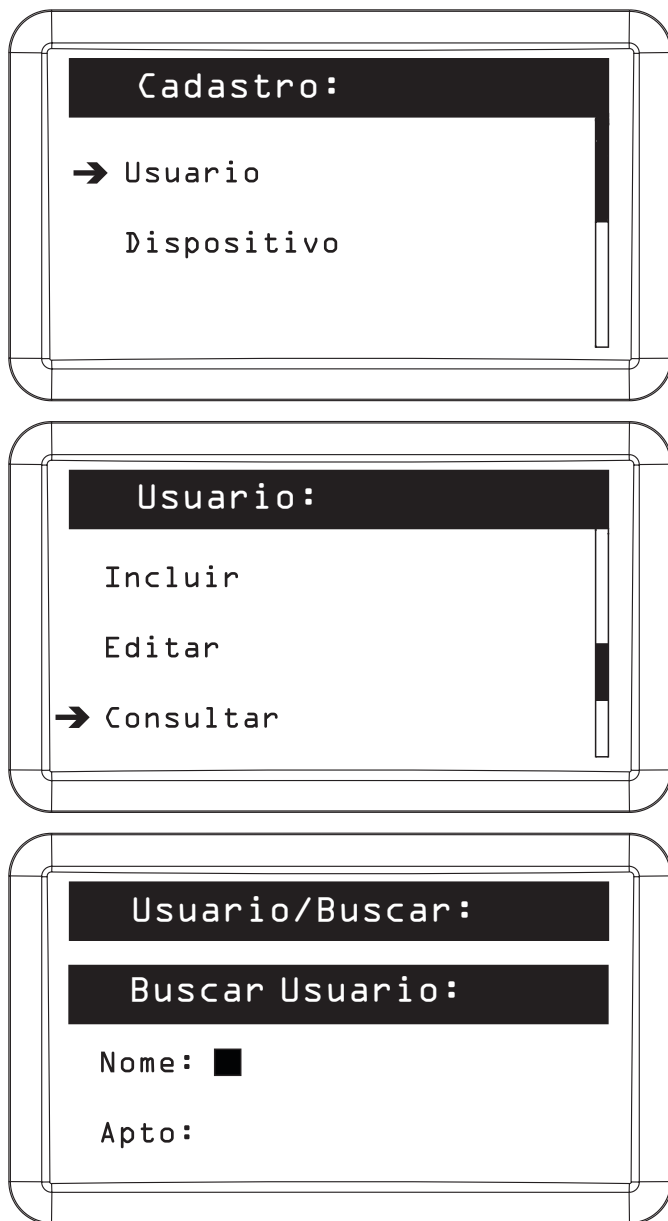 Cadastro:
➔ Usuario
Dispositivo
Usuario:
Incluir
Editar
➔ Consultar
Usuario/Buscar:
Buscar Usuario:
Nome:
Apto: